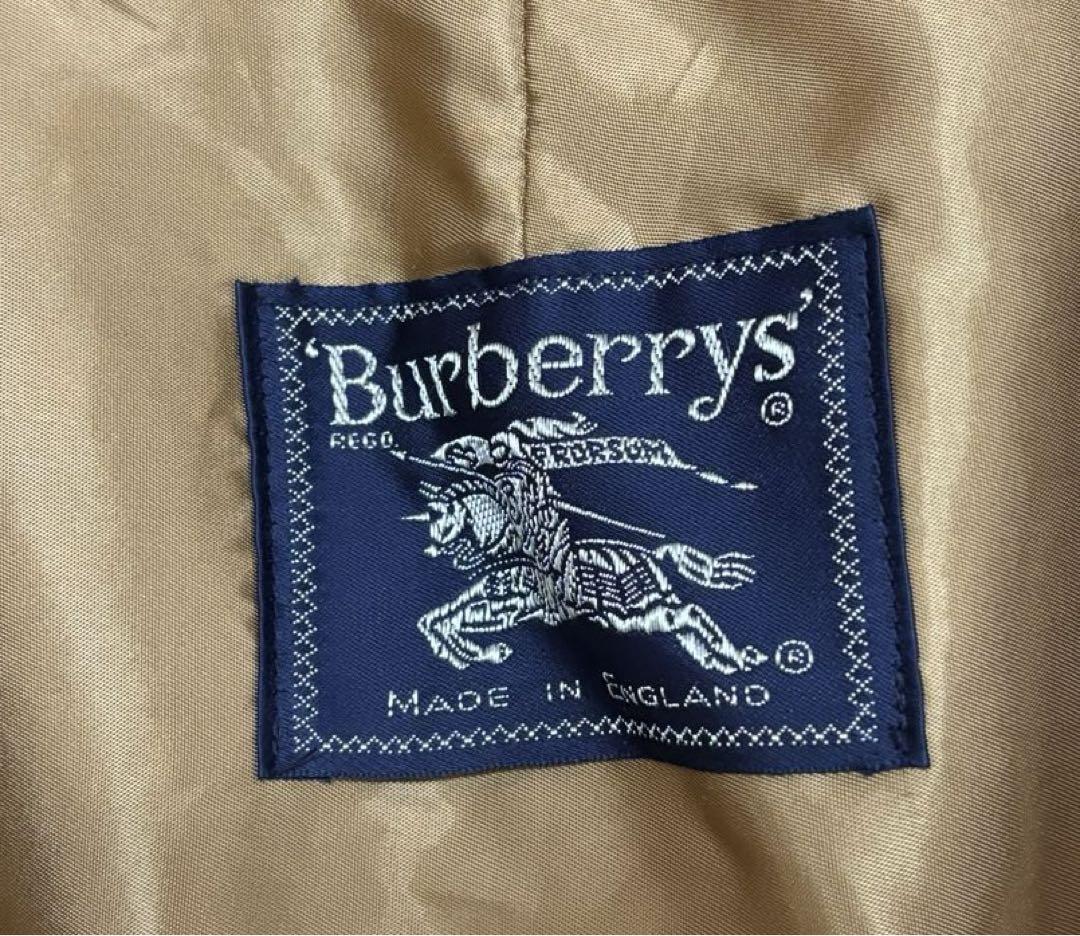 'Burberrys'
®
REGD.
PRORSUM
®
MADE IN ENGLAND